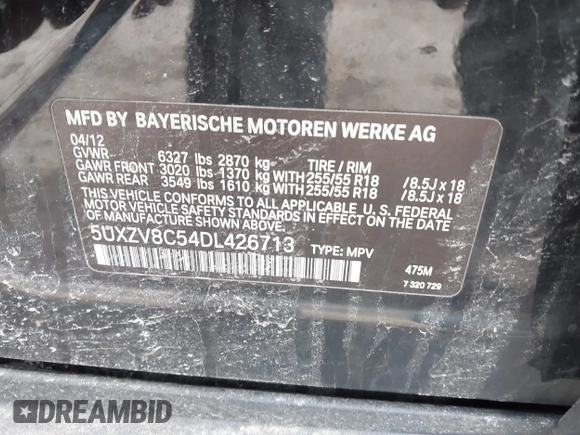 MFD BY BAYERISCHE MOTOREN WERKE AG
04/12
GVWR 6327 lbs 2870 kg TIRE / RIM
GAWR FRONT 3020 lbs 1370 kg WITH 255/55 R18 /8.5J x 18
GAWR REAR 3549 lbs 1610 kg WITH 255/55 R18 /8.5J x 18
THIS VEHICLE CONFORMS TO ALL APPLICABLE U. S. FEDERAL
MOTOR VEHICLE SAFETY STANDARDS IN EFFECT ON THE DATE OF
MANUFACTURE SHOWN ABOVE.
5UXZV8C54DL426713 TYPE: MPV
475M
7 320 729
DREAMBID